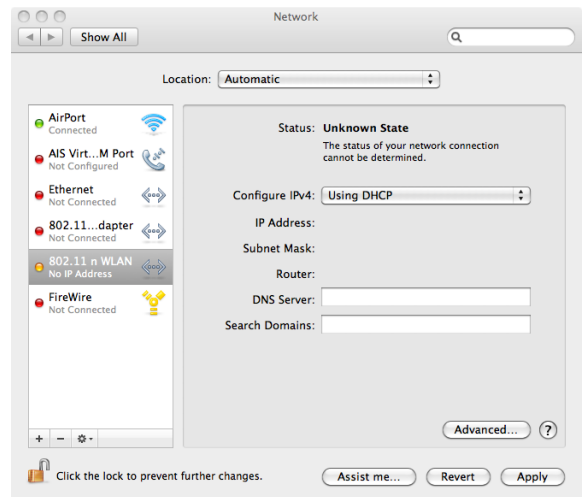 Network
Show All
Location: Automatic
AirPort
Connected
AIS Virt...M Port
Not Configured
Ethernet
Not Connected
802.11...dapter
Not Connected
802.11 n WLAN
No IP Address
FireWire
Not Connected
Status: Unknown State
The status of your network connection
cannot be determined.
Configure IPv4: Using DHCP
IP Address:
Subnet Mask:
Router:
DNS Server:
Search Domains:
Advanced... ?
Click the lock to prevent further changes.
Assist me... Revert Apply